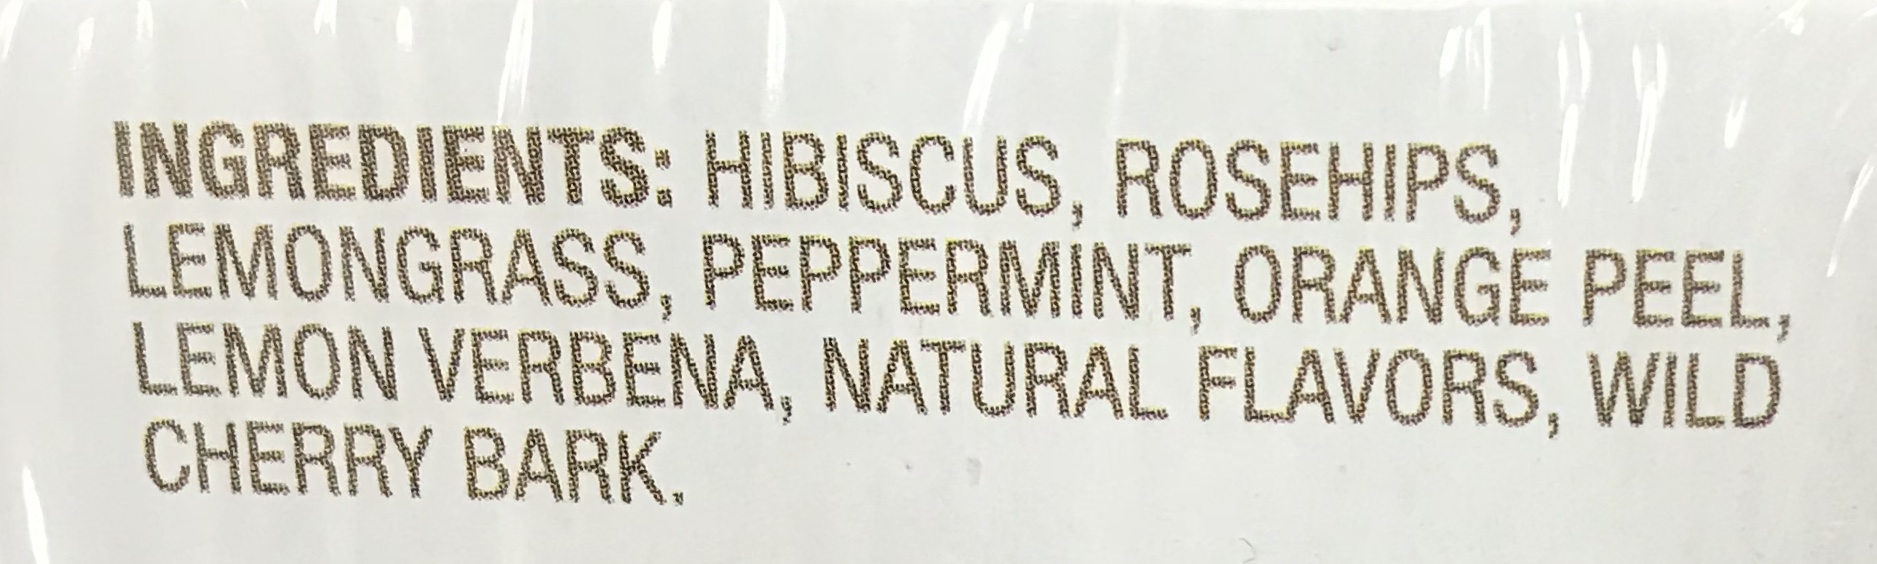 INGREDIENTS: HIBISCUS, ROSEHIPS,
LEMONGRASS, PEPPERMINT, ORANGE PEEL,
LEMON VERBENA, NATURAL FLAVORS, WILD
CHERRY BARK.